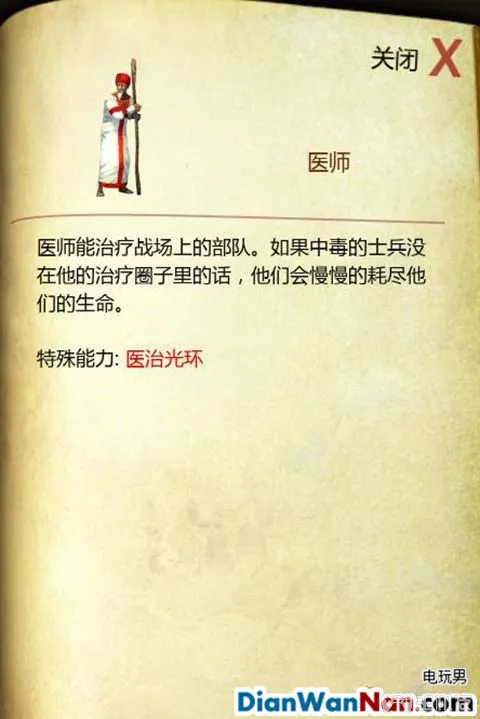 关闭 X
医师
医师能治疗战场上的部队。如果中毒的士兵没
在他的治疗圈子里的话，他们会慢慢的耗尽他
们的生命。
特殊能力: 医治光环
电玩男
DianWanNan.com